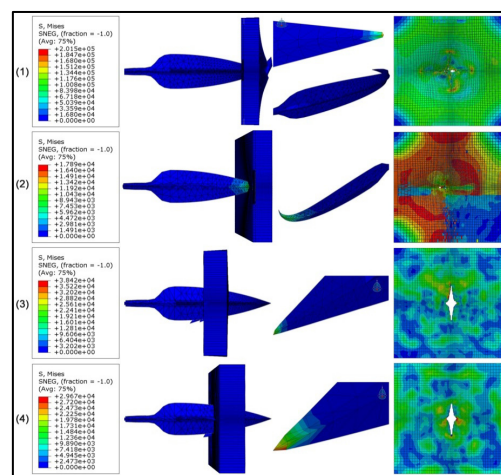 (1)
S, Mises
SNEG, (fraction = -1.0)
(Avg: 75%)
+2.015e+05
+1.847e+05
+1.679e+05
+1.512e+05
+1.344e+05
+1.176e+05
+1.008e+05
+8.398e+04
+6.718e+04
+5.039e+04
+3.359e+04
+1.680e+04
+0.000e+00
(2)
S, Mises
SNEG, (fraction = -1.0)
(Avg: 75%)
+1.789e+04
+1.640e+04
+1.491e+04
+1.342e+04
+1.192e+04
+1.043e+04
+8.943e+03
+7.453e+03
+5.962e+03
+4.472e+03
+2.981e+03
+1.491e+03
+0.000e+00
(3)
S, Mises
SNEG, (fraction = -1.0)
(Avg: 75%)
+3.842e+04
+3.522e+04
+3.202e+04
+2.882e+04
+2.561e+04
+2.241e+04
+1.921e+04
+1.601e+04
+1.281e+04
+9.606e+03
+6.404e+03
+3.202e+03
+0.000e+00
(4)
S, Mises
SNEG, (fraction = -1.0)
(Avg: 75%)
+2.967e+04
+2.720e+04
+2.473e+04
+2.225e+04
+1.978e+04
+1.731e+04
+1.484e+04
+1.236e+04
+9.890e+03
+7.418e+03
+4.945e+03
+2.473e+03
+0.000e+00